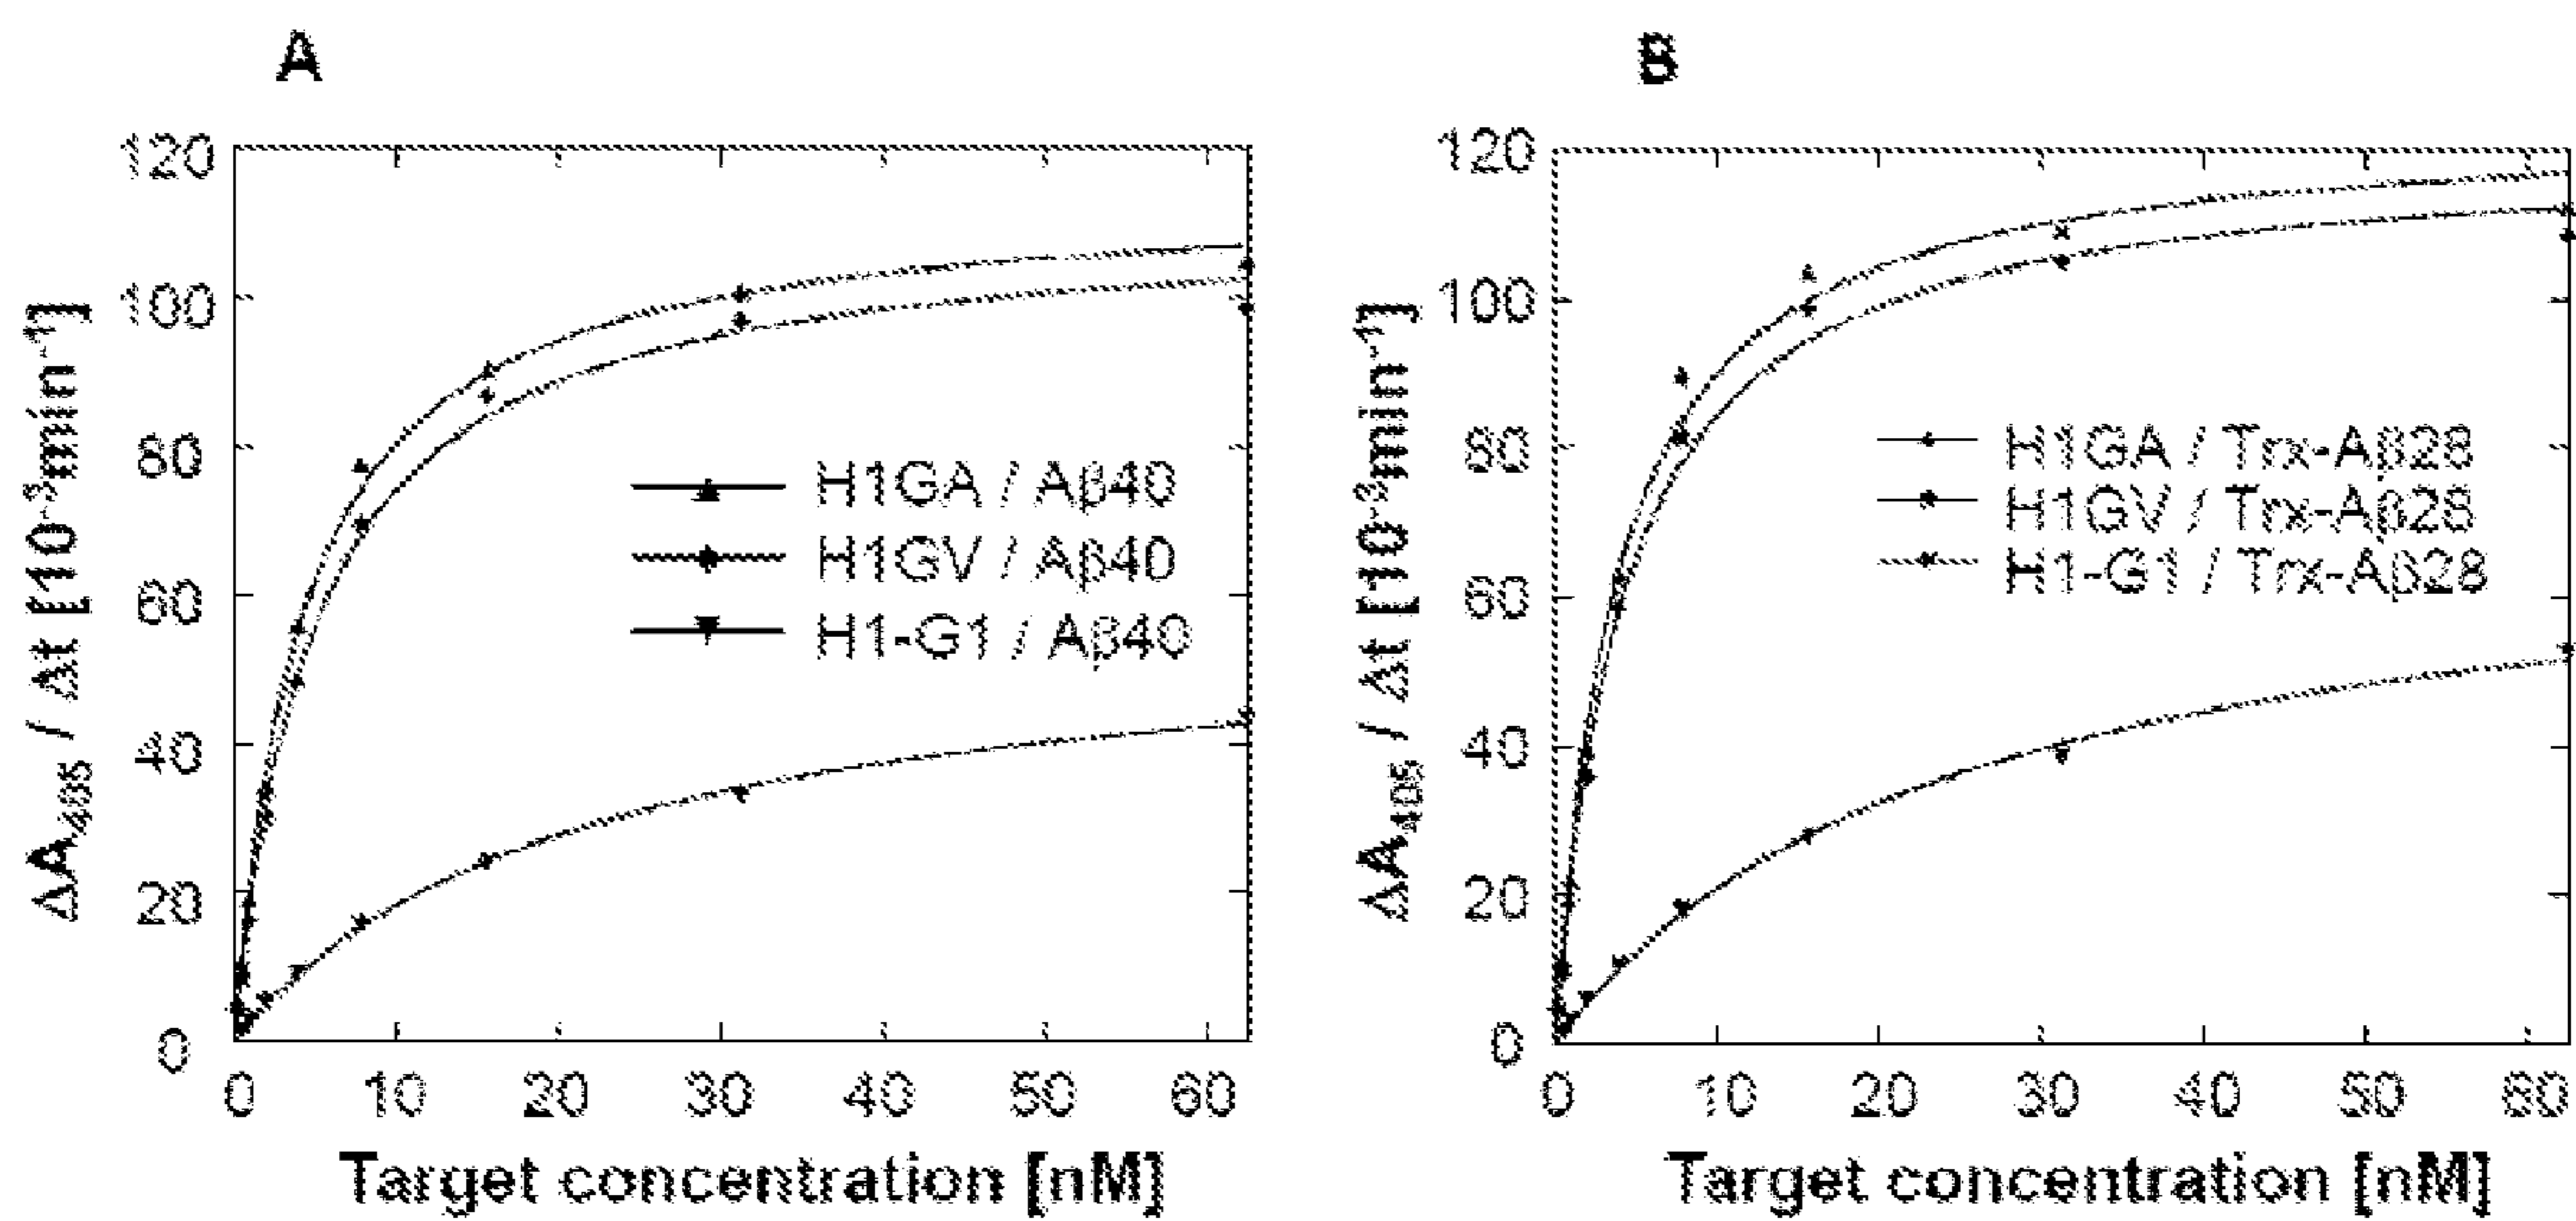 A
120
100
80
60
40
20
0
ΔA405 / Δt [10-3min-1]
H1GA / Aβ40
H1GV / Aβ40
H1-G1 / Aβ40
0 10 20 30 40 50 60
Target concentration [nM]
B
120
100
80
60
40
20
0
ΔA405 / Δt [10-3min-1]
H1GA / Trx-Aβ28
H1GV / Trx-Aβ28
H1-G1 / Trx-Aβ28
0 10 20 30 40 50 60
Target concentration [nM]